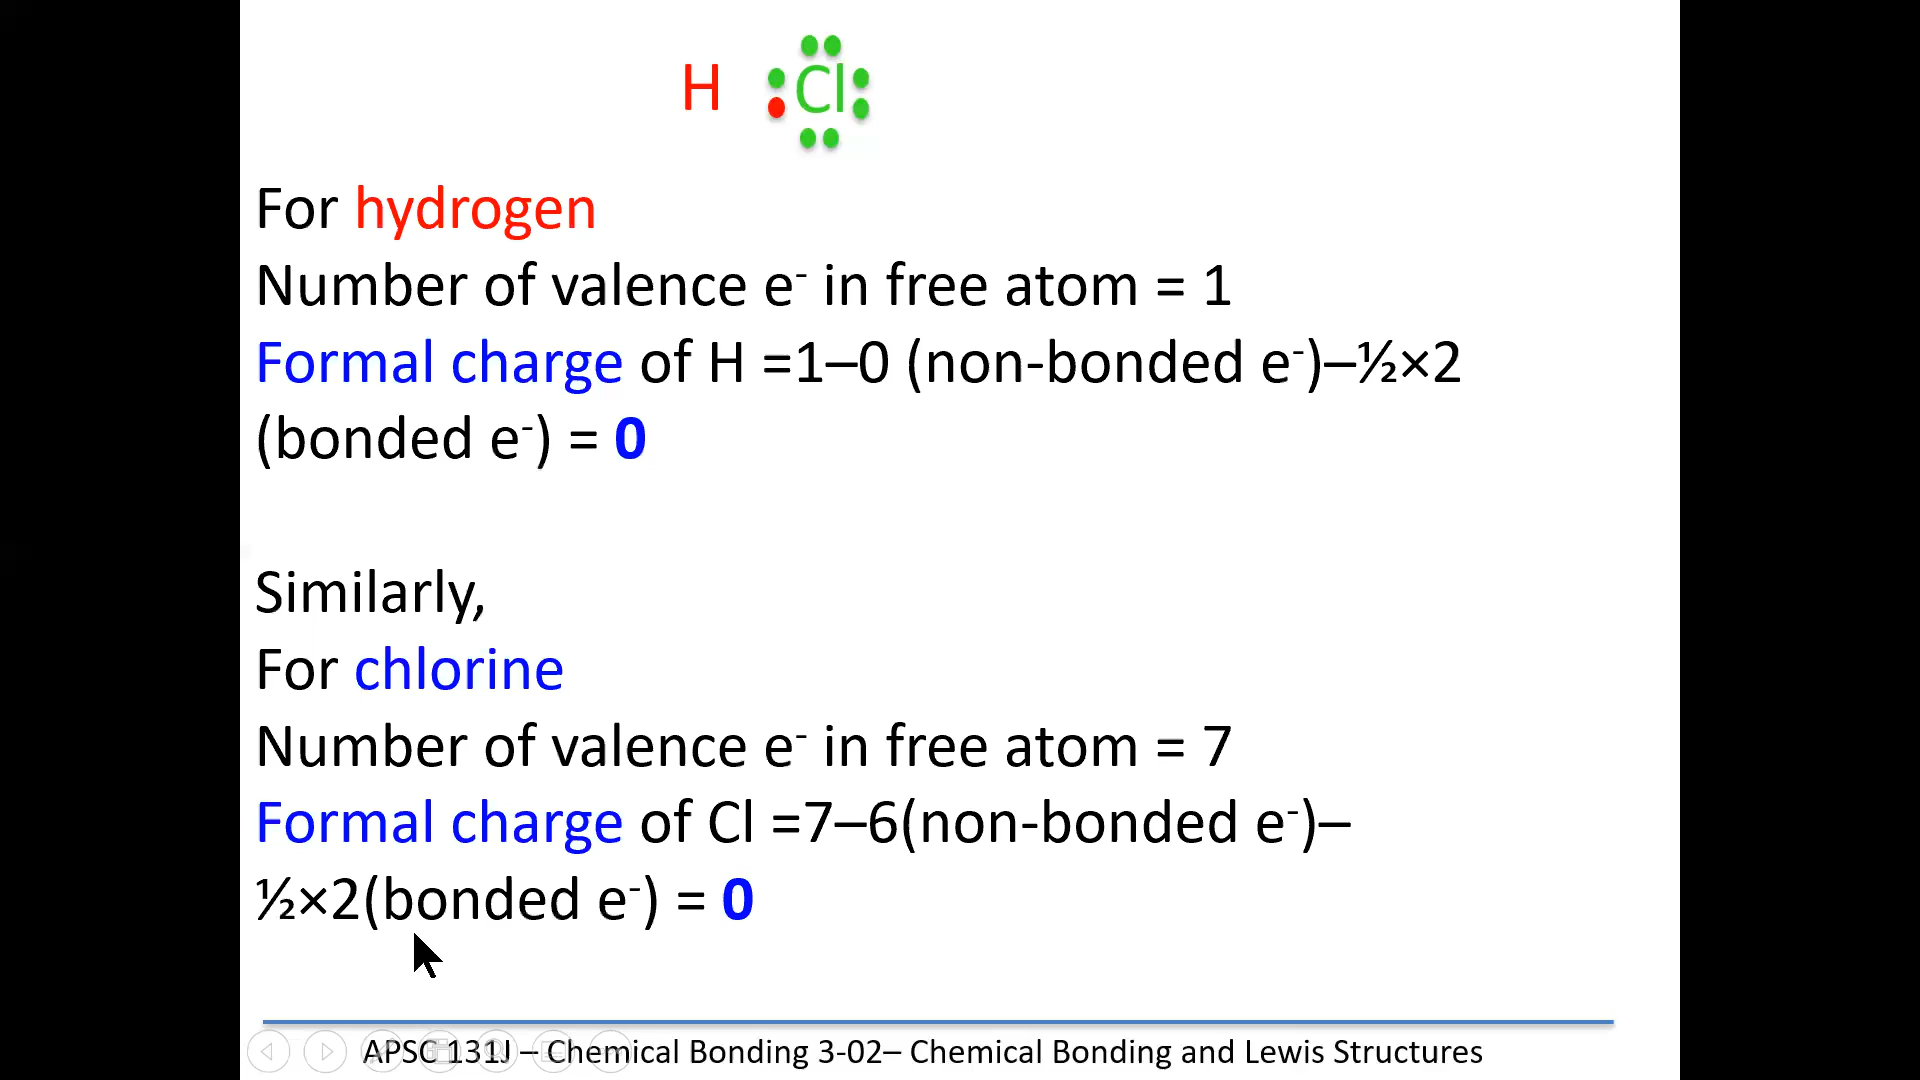 H Cl
For hydrogen
Number of valence e⁻ in free atom = 1
Formal charge of H =1–0 (non-bonded e⁻)–½×2
(bonded e⁻) = 0
Similarly,
For chlorine
Number of valence e⁻ in free atom = 7
Formal charge of Cl =7–6(non-bonded e⁻)–
½×2(bonded e⁻) = 0
APSC 131J – Chemical Bonding 3-02– Chemical Bonding and Lewis Structures